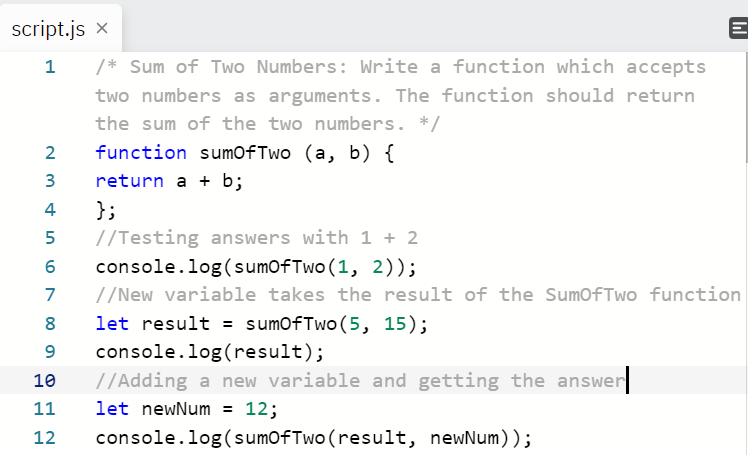 script.js ×
1 /* Sum of Two Numbers: Write a function which accepts
two numbers as arguments. The function should return
the sum of the two numbers. */
2 function sumOfTwo (a, b) {
3 return a + b;
4 };
5 //Testing answers with 1 + 2
6 console.log(sumOfTwo(1, 2));
7 //New variable takes the result of the SumOfTwo function
8 let result = sumOfTwo(5, 15);
9 console.log(result);
10 //Adding a new variable and getting the answer
11 let newNum = 12;
12 console.log(sumOfTwo(result, newNum));